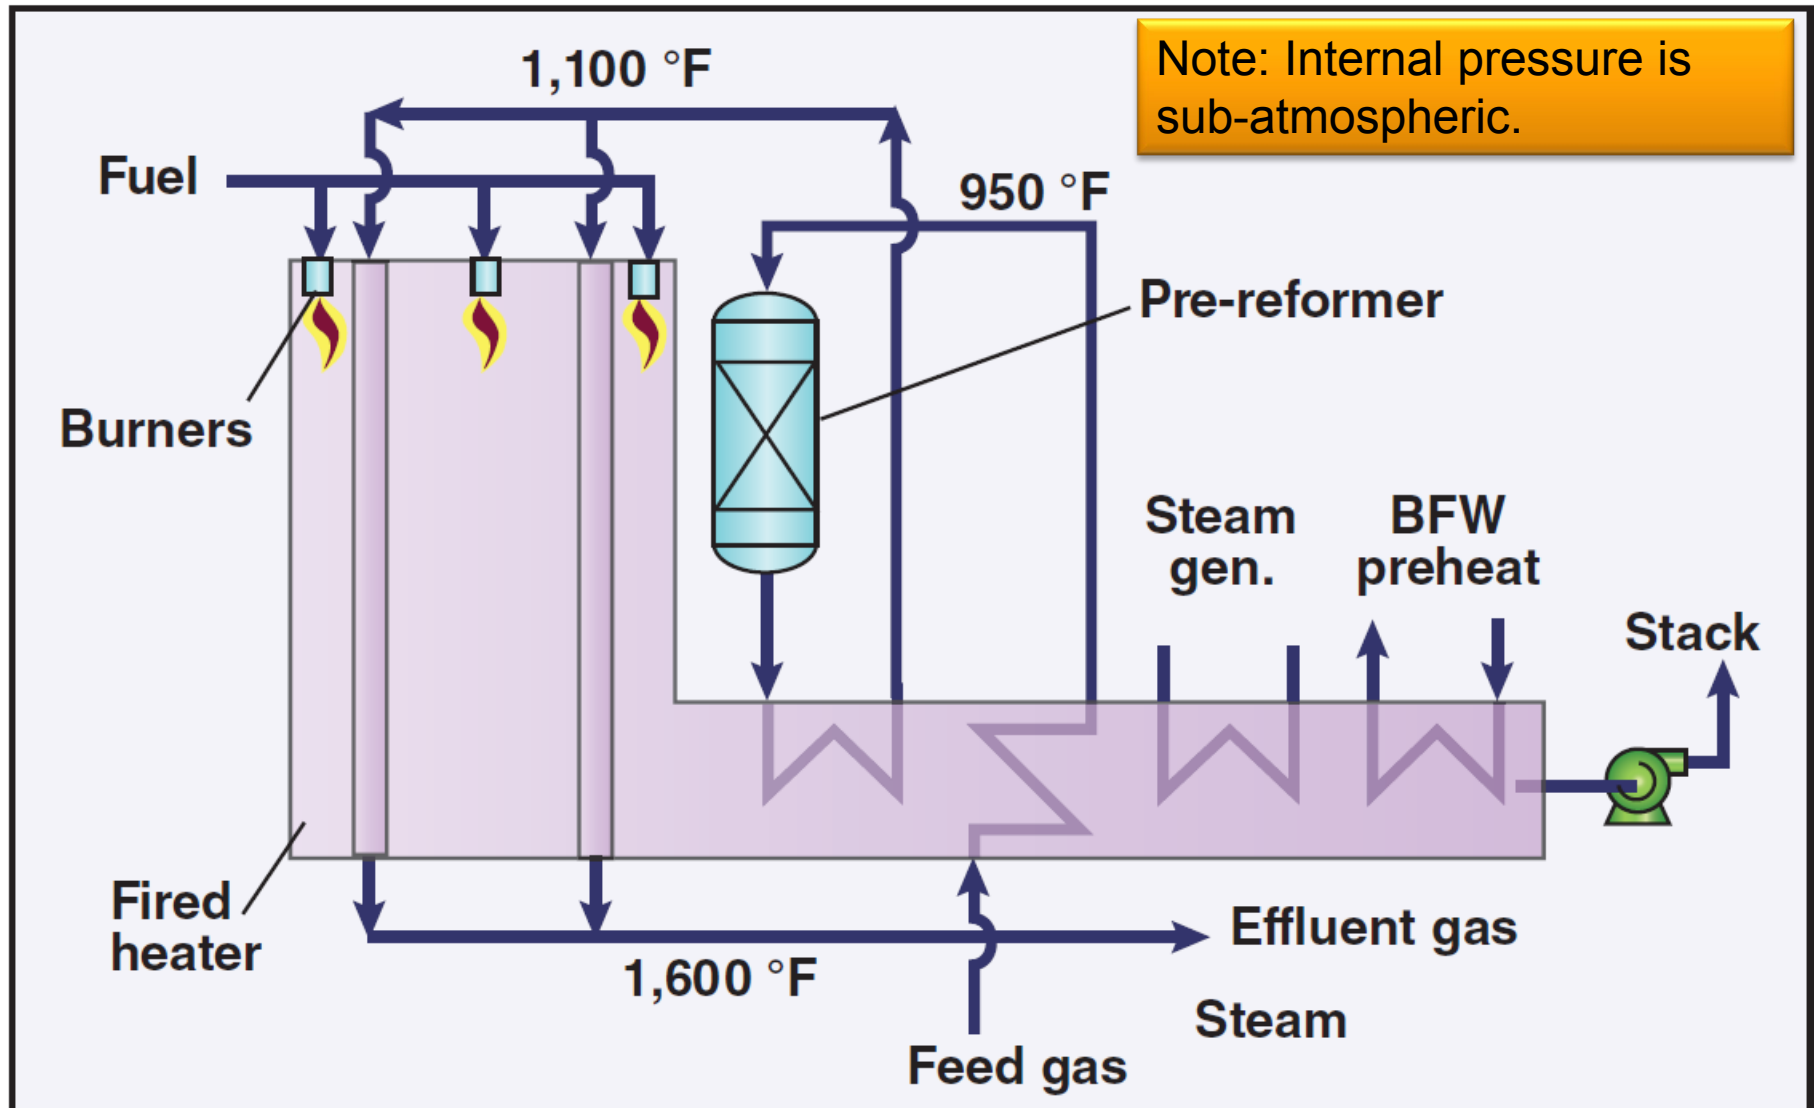 Note: Internal pressure is
sub-atmospheric.
1,100 °F
Fuel
950 °F
Pre-reformer
Burners
Steam
gen.
BFW
preheat
Stack
Fired
heater
Effluent gas
1,600 °F
Steam
Feed gas